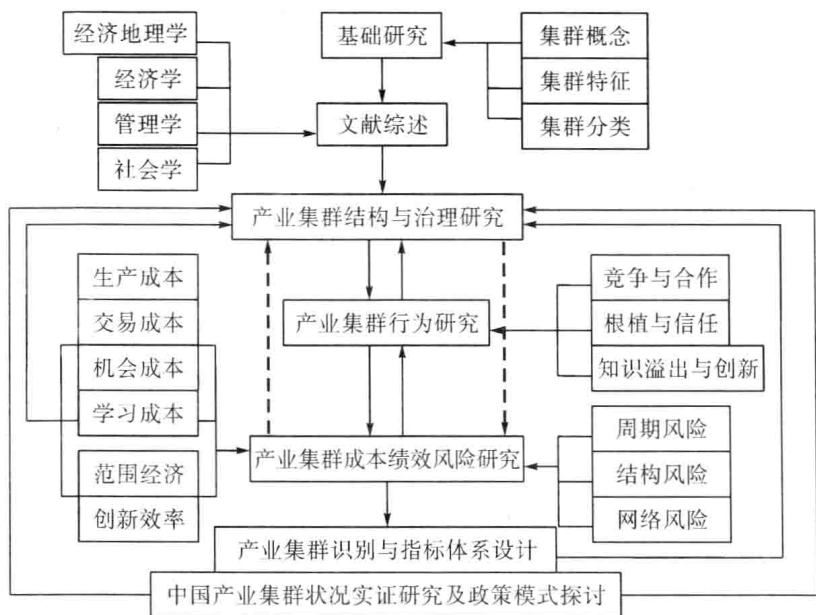 经济地理学
经济学
管理学
社会学
基础研究
文献综述
集群概念
集群特征
集群分类
产业集群结构与治理研究
生产成本
交易成本
机会成本
学习成本
范围经济
创新效率
产业集群行为研究
竞争与合作
根植与信任
知识溢出与创新
产业集群成本绩效风险研究
周期风险
结构风险
网络风险
产业集群识别与指标体系设计
中国产业集群状况实证研究及政策模式探讨